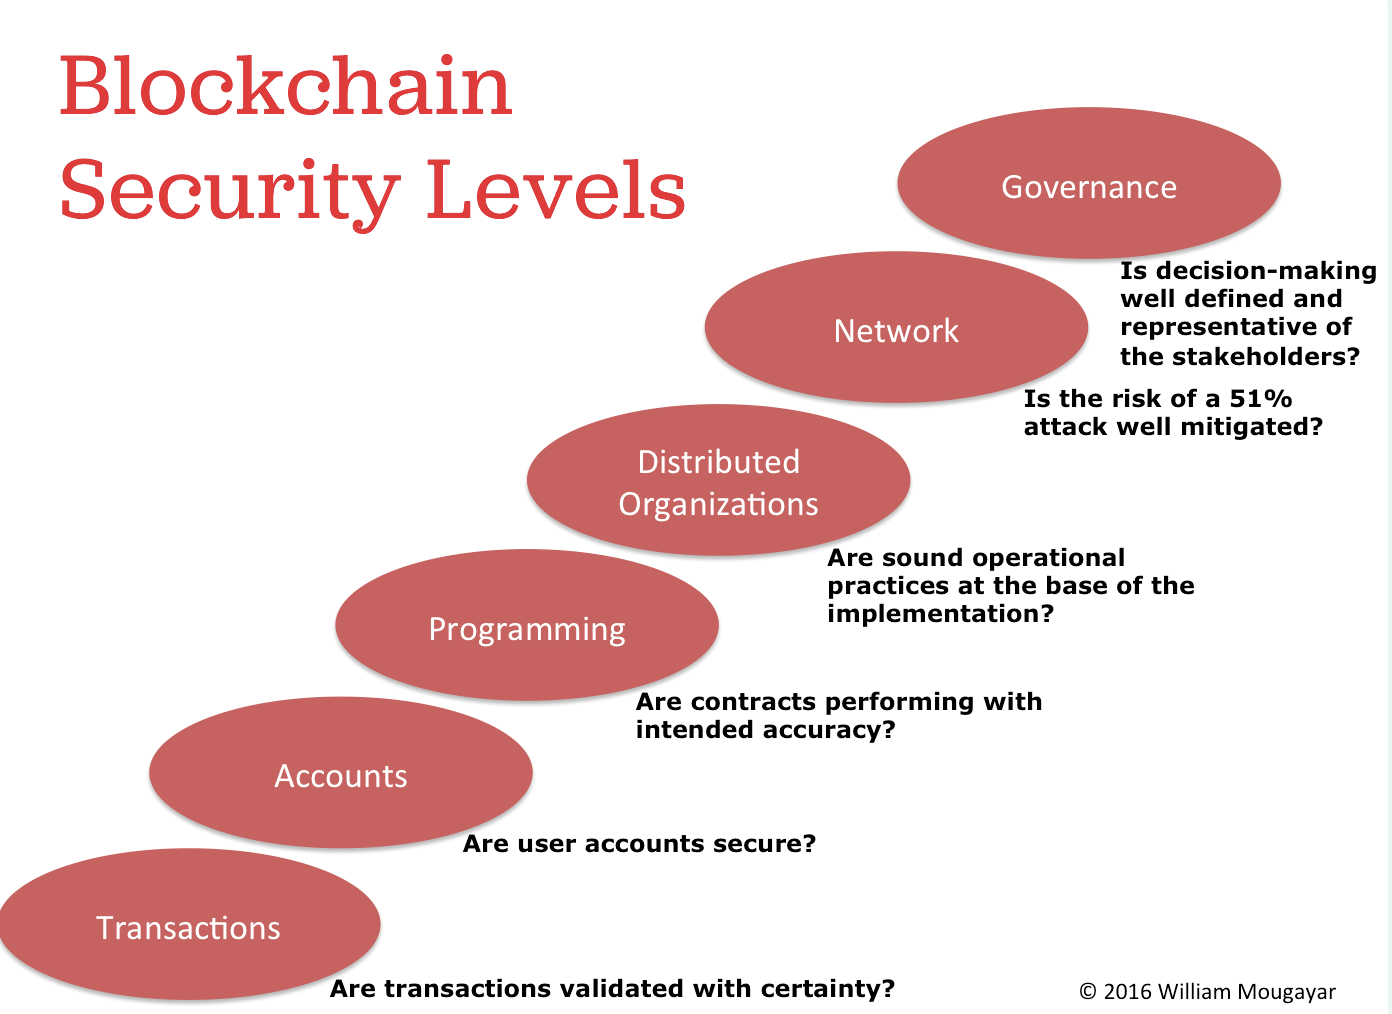 Blockchain
Security Levels
Governance
Is decision-making
well defined and
representative of
the stakeholders?
Network
Is the risk of a 51%
attack well mitigated?
Distributed
Organizations
Are sound operational
practices at the base of the
implementation?
Programming
Are contracts performing with
intended accuracy?
Accounts
Are user accounts secure?
Transactions
Are transactions validated with certainty?
© 2016 William Mougayar